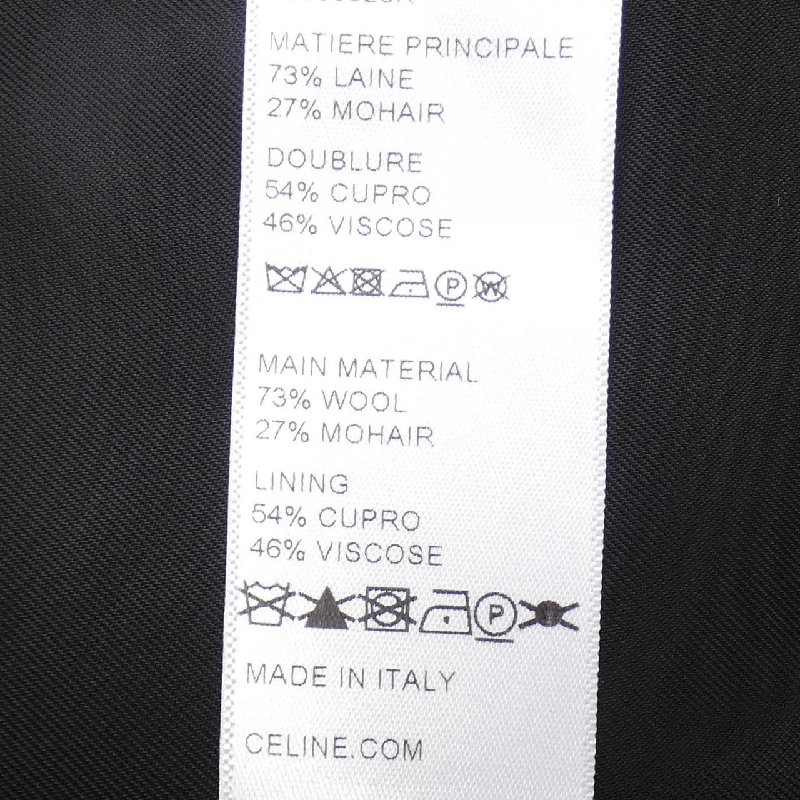 MATIERE PRINCIPALE
73% LAINE
27% MOHAIR
DOUBLURE
54% CUPRO
46% VISCOSE
P W
MAIN MATERIAL
73% WOOL
27% MOHAIR
LINING
54% CUPRO
46% VISCOSE
P
MADE IN ITALY
CELINE.COM